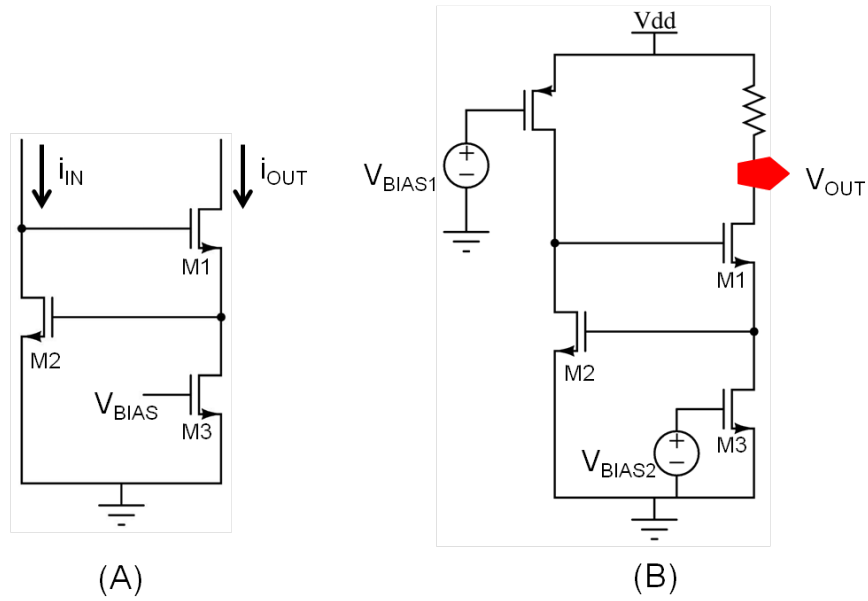 i_IN
i_OUT
M1
M2
V_BIAS
M3
(A)
Vdd
V_BIAS1
V_OUT
M1
M2
M3
V_BIAS2
(B)